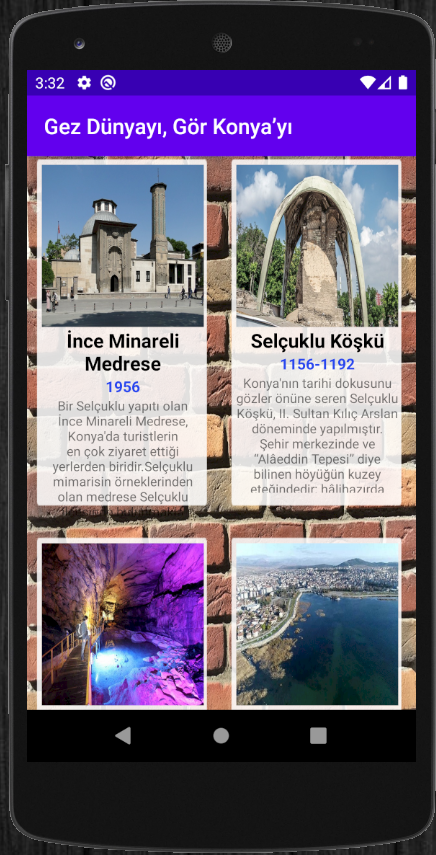 3:32
Gez Dünyayı, Gör Konya’yı
İnce Minareli
Medrese
1956
Bir Selçuklu yapıtı olan
İnce Minareli Medrese,
Konya'da turistlerin
en çok ziyaret ettiği
yerlerden biridir.Selçuklu
mimarisin örneklerinden
olan medrese Selçuklu
Selçuklu Köşkü
1156-1192
Konya'nın tarihi dokusunu
gözler önüne seren Selçuklu
Köşkü, II. Sultan Kılıç Arslan
döneminde yapılmıştır.
Şehir merkezinde ve
“Alâeddin Tepesi” diye
bilinen höyüğün kuzey
eteğindedir; hâlihazırda